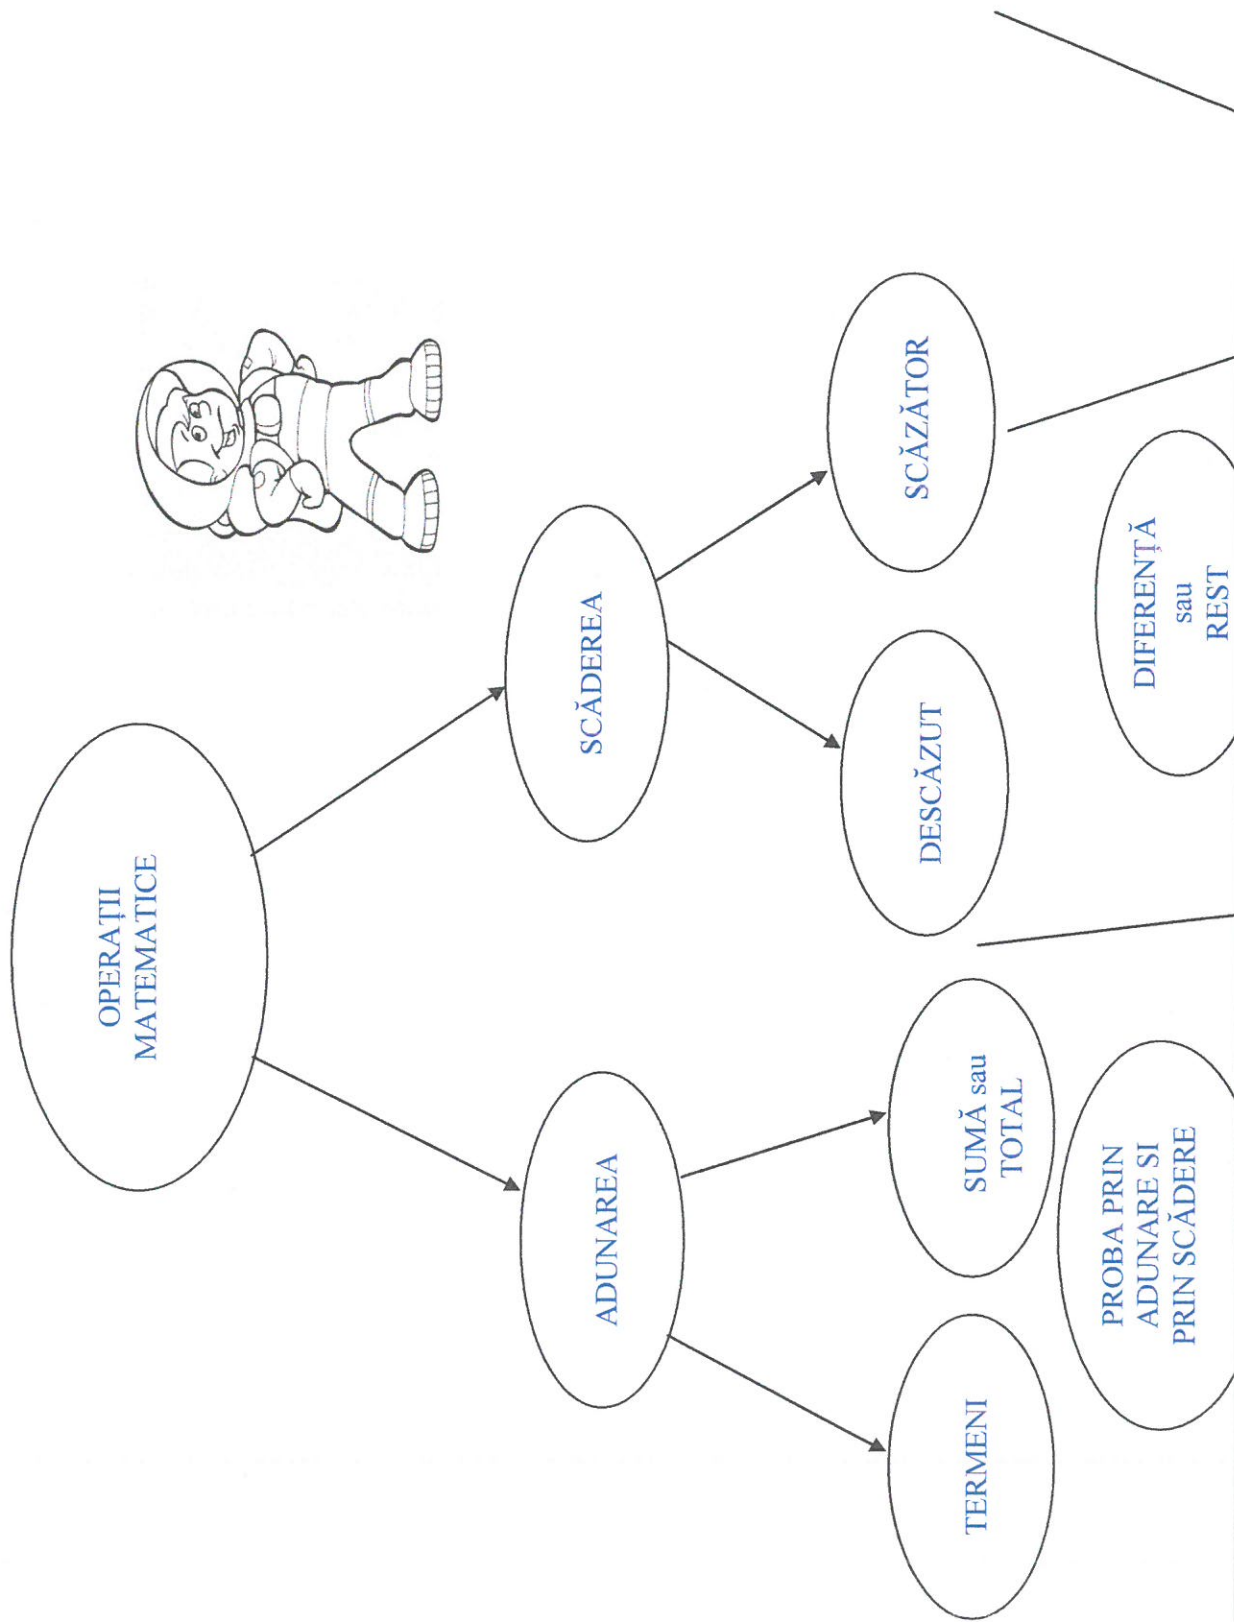 OPERAȚII
MATEMATICE
ADUNAREA
SCĂDEREA
TERMENI
SUMĂ sau
TOTAL
DESCĂZUT
SCĂZĂTOR
PROBA PRIN
ADUNARE SI
PRIN SCĂDERE
DIFERENȚĂ
sau
REST